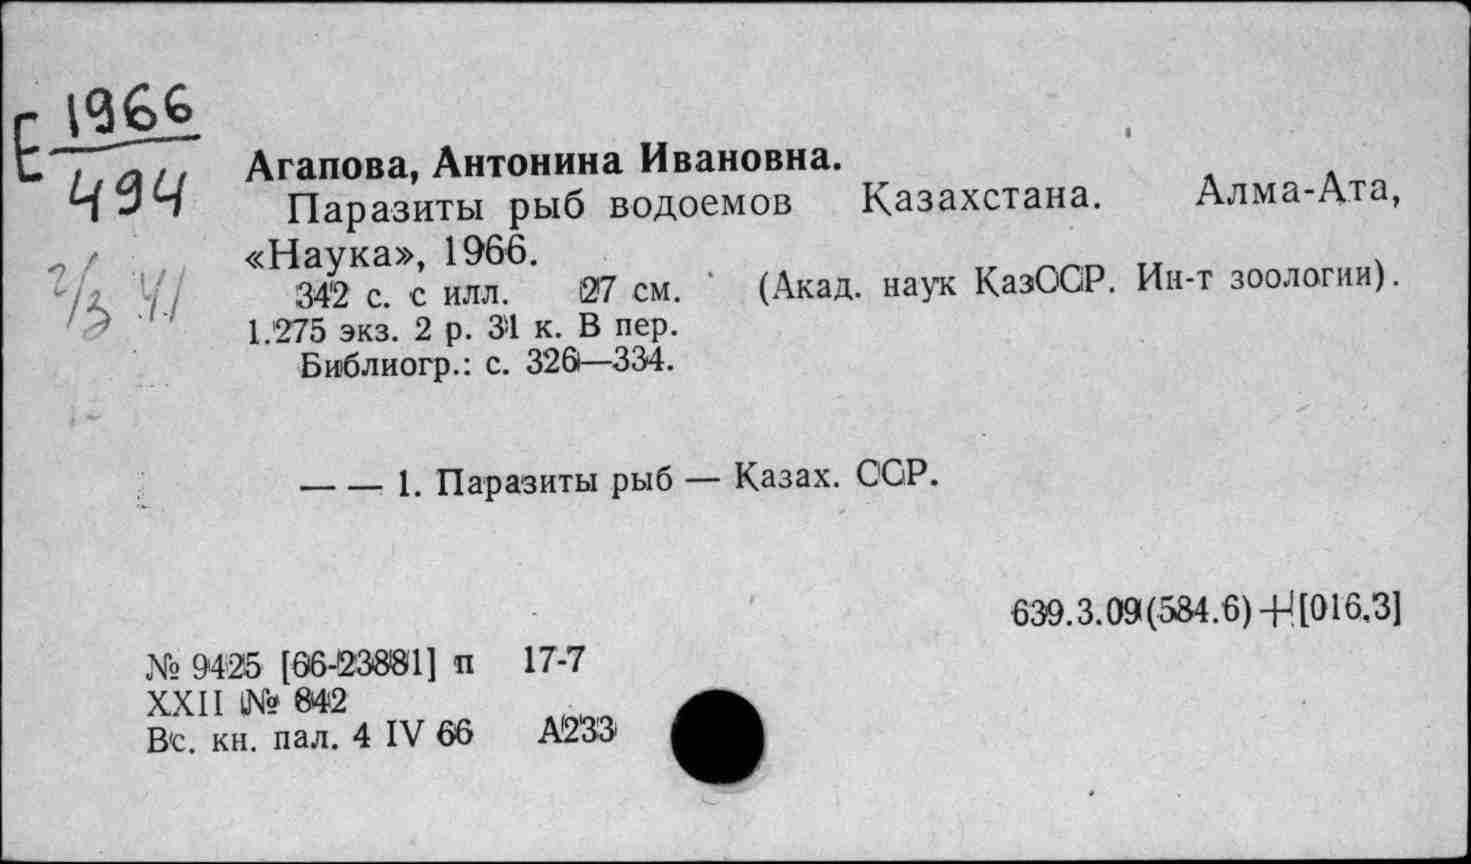 Е 1966
494
Агапова, Антонина Ивановна.
Паразиты рыб водоемов Казахстана. Алма-Ата,
«Наука», 1966.
342 с. с илл. 27 см. (Акад. наук КазССР. Ин-т зоологии).
1.275 экз. 2 р. 31 к. В пер.
Библиогр.: с. 326—334.
— — 1. Паразиты рыб — Казах. ССР.
639.3.09(584.6)+[016.3]
№ 9425 [66-23881] п 17-7
XXII № 842
Вс. кн. пал. 4 IV 66 А233